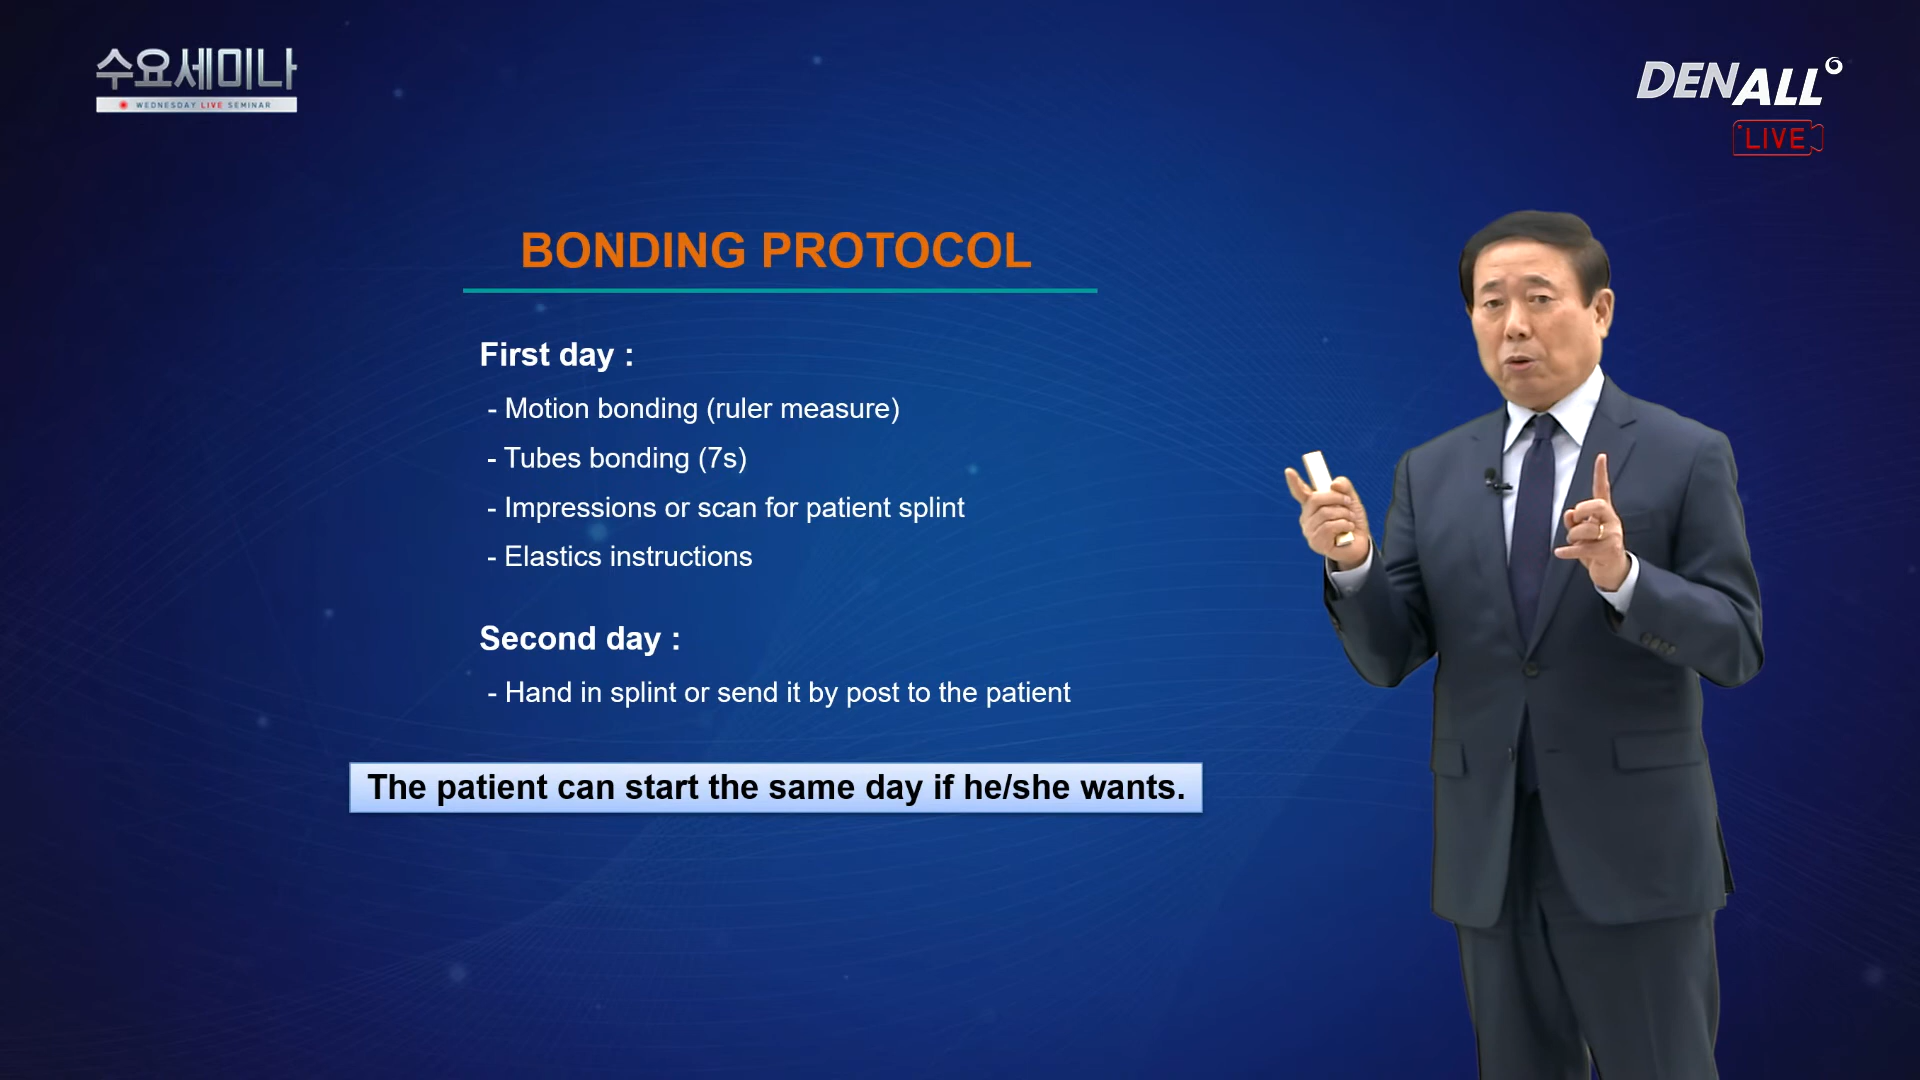 수요세미나
WEDNESDAY LIVE SEMINAR
DENALL
LIVE
BONDING PROTOCOL
First day :
- Motion bonding (ruler measure)
- Tubes bonding (7s)
- Impressions or scan for patient splint
- Elastics instructions
Second day :
- Hand in splint or send it by post to the patient
The patient can start the same day if he/she wants.